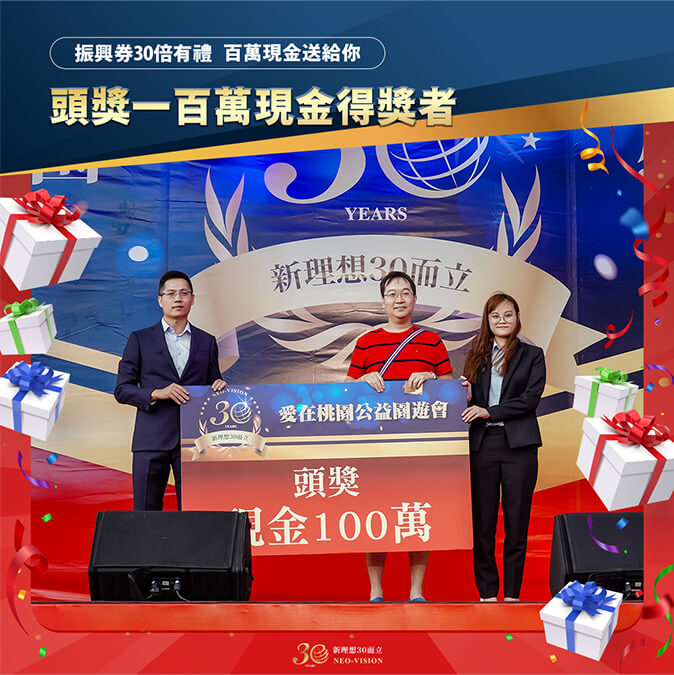 振興券30倍有禮 百萬現金送給你
頭獎一百萬現金得獎者
30
YEARS
新理想30而立
NEO-VISION
30
YEARS
新理想30而立
愛在桃園公益園遊會
頭獎
現金100萬
30
YEARS
新理想30而立
NEO-VISION